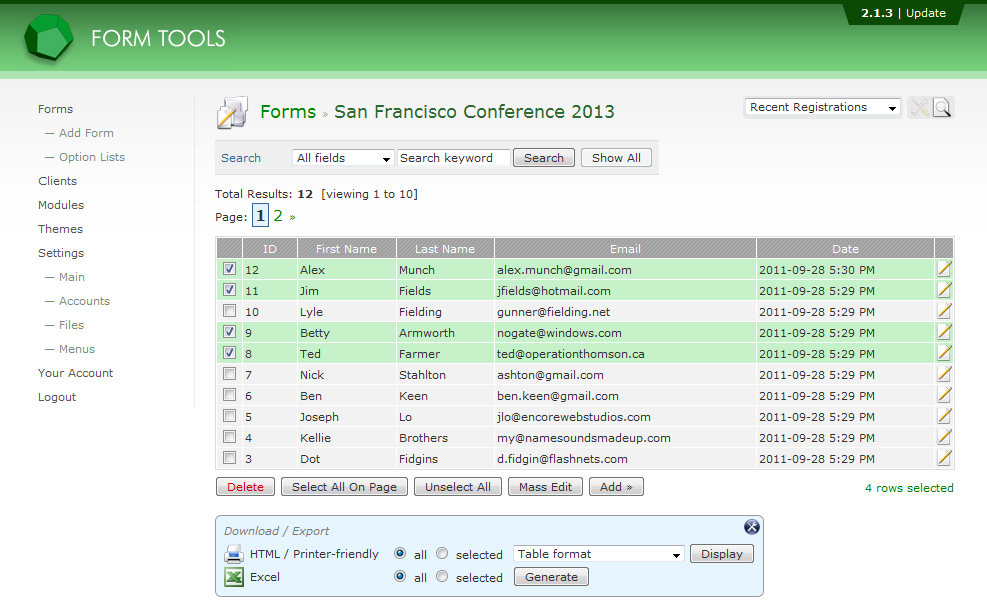 2.1.3 | Update
FORM TOOLS
Forms
— Add Form
— Option Lists
Clients
Modules
Themes
Settings
— Main
— Accounts
— Files
— Menus
Your Account
Logout
Forms » San Francisco Conference 2013
Recent Registrations
Search All fields Search keyword Search Show All
Total Results: 12 [viewing 1 to 10]
Page: 1 2 »
ID First Name Last Name Email Date
12 Alex Munch alex.munch@gmail.com 2011-09-28 5:30 PM
11 Jim Fields jfields@hotmail.com 2011-09-28 5:29 PM
10 Lyle Fielding gunner@fielding.net 2011-09-28 5:29 PM
9 Betty Armworth nogate@windows.com 2011-09-28 5:29 PM
8 Ted Farmer ted@operationthomson.ca 2011-09-28 5:29 PM
7 Nick Stahlton ashton@gmail.com 2011-09-28 5:29 PM
6 Ben Keen ben.keen@gmail.com 2011-09-28 5:29 PM
5 Joseph Lo jlo@encorewebstudios.com 2011-09-28 5:29 PM
4 Kellie Brothers my@namesoundsmadeup.com 2011-09-28 5:29 PM
3 Dot Fidgins d.fidgin@flashnets.com 2011-09-28 5:29 PM
Delete Select All On Page Unselect All Mass Edit Add » 4 rows selected
Download / Export
HTML / Printer-friendly all selected Table format Display
Excel all selected Generate